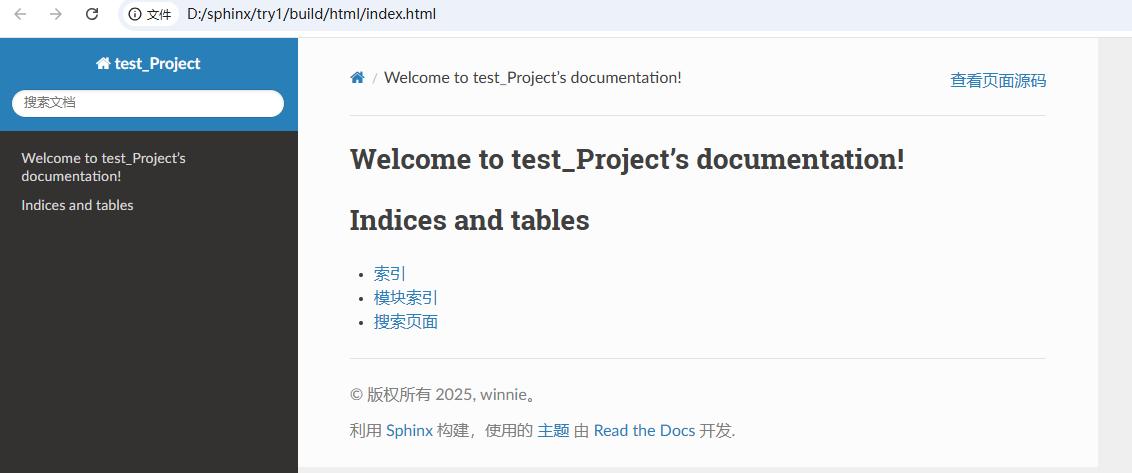 文件 D:/sphinx/try1/build/html/index.html
test_Project
搜索文档
Welcome to test_Project’s
documentation!
Indices and tables
/ Welcome to test_Project’s documentation!
查看页面源码
Welcome to test_Project’s documentation!
Indices and tables
• 索引
• 模块索引
• 搜索页面
© 版权所有 2025, winnie。
利用 Sphinx 构建，使用的 主题 由 Read the Docs 开发.